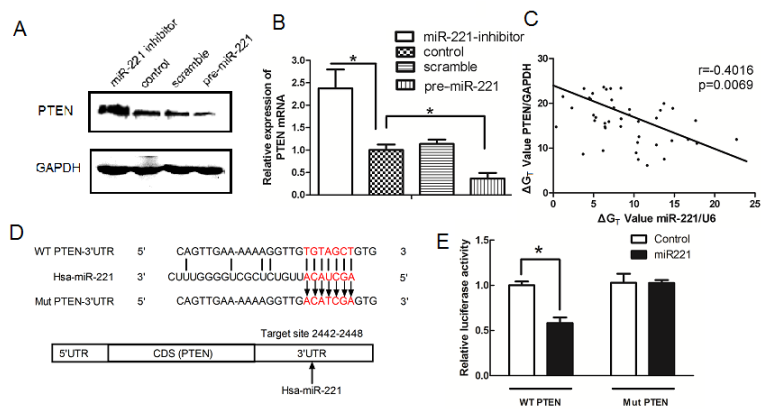 A
miR-221 inhibitor
control
scramble
pre-miR-221
PTEN
GAPDH
B
Relative expression of
PTEN mRNA
3.0
2.5
2.0
1.5
1.0
0.5
0.0
*
*
miR-221-inhibitor
control
scramble
pre-miR-221
C
ΔGT Value PTEN/GAPDH
30
20
10
0
r=-0.4016
p=0.0069
0 5 10 15 20 25
ΔGT Value miR-221/U6
D
WT PTEN-3'UTR 5' CAGTTGAA-AAAAGGTTGTGTAGCTGTG 3
Hsa-miR-221 3' CUUUGGGGUCGCUCUGUUACAUCGA 5'
Mut PTEN-3'UTR 5' CAGTTGAA-AAAAGGTTGACATCGAGTG 3'
Target site 2442-2448
5'UTR CDS (PTEN) 3'UTR
Hsa-miR-221
E
Relative luciferase activity
1.5
1.0
0.5
0.0
*
Control
miR221
WT PTEN Mut PTEN